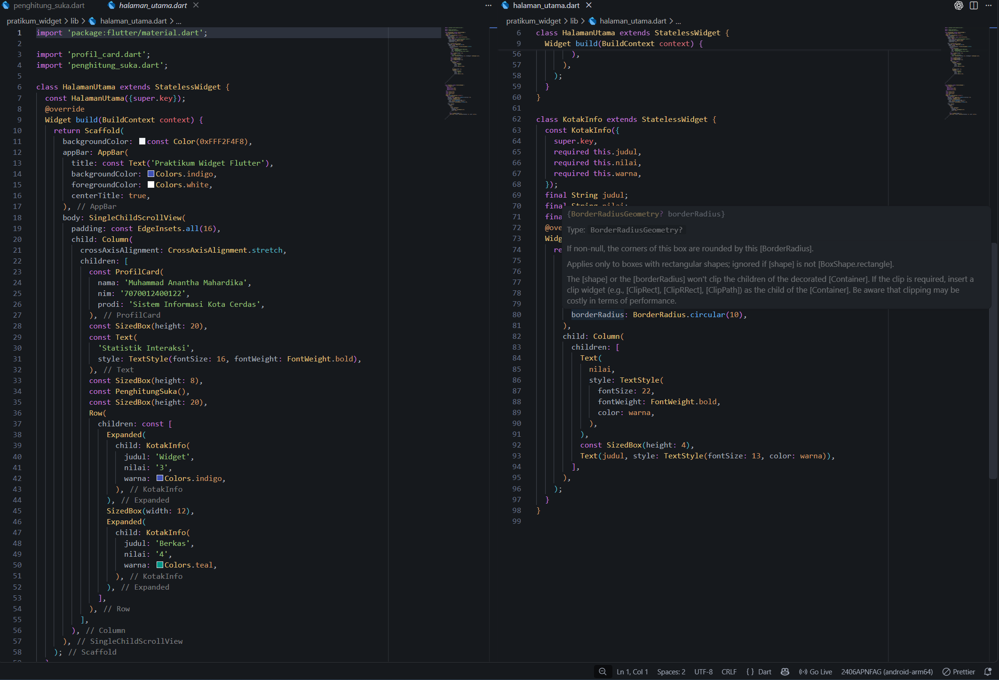 penghitung_suka.dart
halaman_utama.dart
pratikum_widget > lib > halaman_utama.dart > ...
1 import 'package:flutter/material.dart';
2
3 import 'profil_card.dart';
4 import 'penghitung_suka.dart';
5
6 class HalamanUtama extends StatelessWidget {
7 const HalamanUtama({super.key});
8 @override
9 Widget build(BuildContext context) {
10 return Scaffold(
11 backgroundColor: const Color(0xFFF2F4F8),
12 appBar: AppBar(
13 title: const Text('Praktikum Widget Flutter'),
14 backgroundColor: Colors.indigo,
15 foregroundColor: Colors.white,
16 centerTitle: true,
17 ), // AppBar
18 body: SingleChildScrollView(
19 padding: const EdgeInsets.all(16),
20 child: Column(
21 crossAxisAlignment: CrossAxisAlignment.stretch,
22 children: [
23 const ProfilCard(
24 nama: 'Muhammad Anantha Mahardika',
25 nim: '7070012400122',
26 prodi: 'Sistem Informasi Kota Cerdas',
27 ), // ProfilCard
28 const SizedBox(height: 20),
29 const Text(
30 'Statistik Interaksi',
31 style: TextStyle(fontSize: 16, fontWeight: FontWeight.bold),
32 ), // Text
33 const SizedBox(height: 8),
34 const PenghitungSuka(),
35 const SizedBox(height: 20),
36 Row(
37 children: const [
38 Expanded(
39 child: KotakInfo(
40 judul: 'Widget',
41 nilai: '3',
42 warna: Colors.indigo,
43 ), // KotakInfo
44 ), // Expanded
45 SizedBox(width: 12),
46 Expanded(
47 child: KotakInfo(
48 judul: 'Berkas',
49 nilai: '4',
50 warna: Colors.teal,
51 ), // KotakInfo
52 ), // Expanded
53 ],
54 ), // Row
55 ],
56 ), // Column
57 ), // SingleChildScrollView
58 ); // Scaffold
halaman_utama.dart
pratikum_widget > lib > halaman_utama.dart > ...
6 class HalamanUtama extends StatelessWidget {
9 Widget build(BuildContext context) {
56 ),
57 ),
58 );
59 }
60 }
61
62 class KotakInfo extends StatelessWidget {
63 const KotakInfo({
64 super.key,
65 required this.judul,
66 required this.nilai,
67 required this.warna,
68 });
69 final String judul;
70 final String nilai;
71 fina
72 @ove
73 Widg
74 re
75
76
77
78
79
{BorderRadiusGeometry? borderRadius}
Type: BorderRadiusGeometry?
If non-null, the corners of this box are rounded by this [BorderRadius].
Applies only to boxes with rectangular shapes; ignored if [shape] is not [BoxShape.rectangle].
The [shape] or the [borderRadius] won't clip the children of the decorated [Container]. If the clip is required, insert a
clip widget (e.g., [ClipRect], [ClipRRect], [ClipPath]) as the child of the [Container]. Be aware that clipping may be
costly in terms of performance.
80 borderRadius: BorderRadius.circular(10),
81 ),
82 child: Column(
83 children: [
84 Text(
85 nilai,
86 style: TextStyle(
87 fontSize: 22,
88 fontWeight: FontWeight.bold,
89 color: warna,
90 ),
91 ),
92 const SizedBox(height: 4),
93 Text(judul, style: TextStyle(fontSize: 13, color: warna)),
94 ],
95 ),
96 );
97 }
98 }
99
Ln 1, Col 1 Spaces: 2 UTF-8 CRLF {} Dart Go Live 2406APNFAG (android-arm64) Prettier